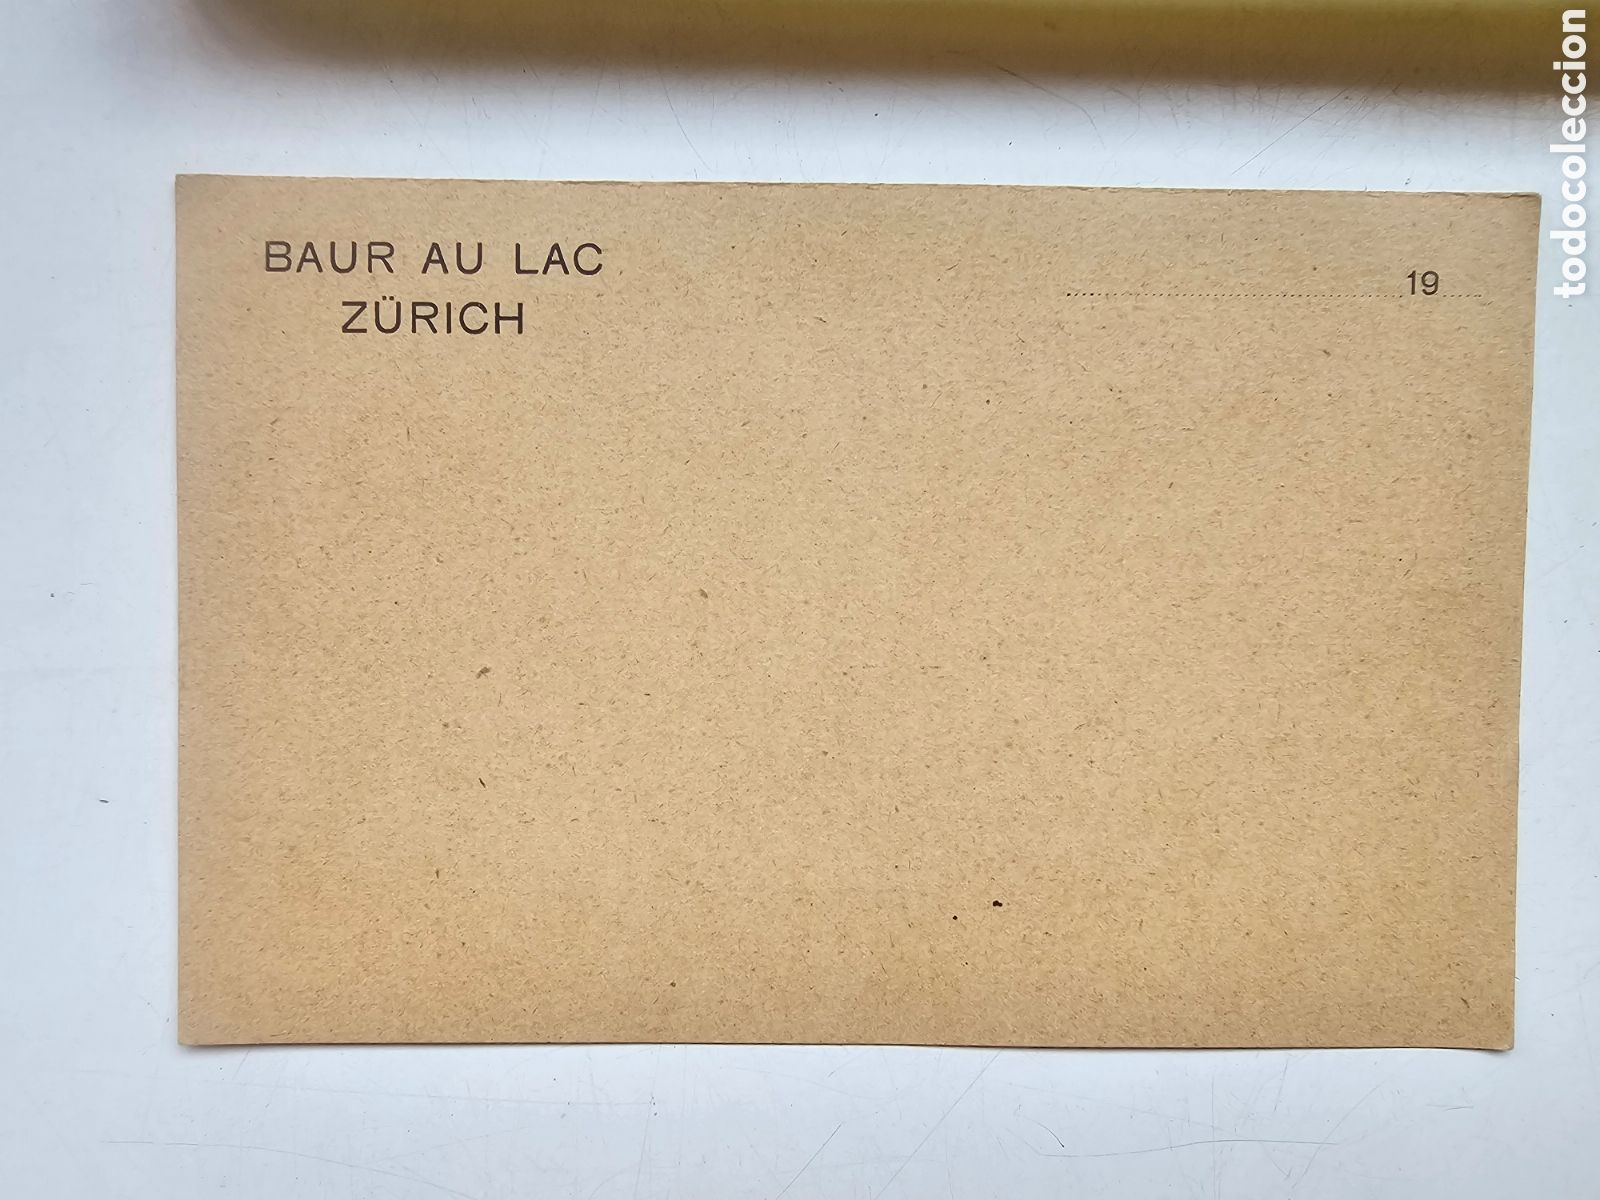 BAUR AU LAC
ZÜRICH
19
todocoleccion